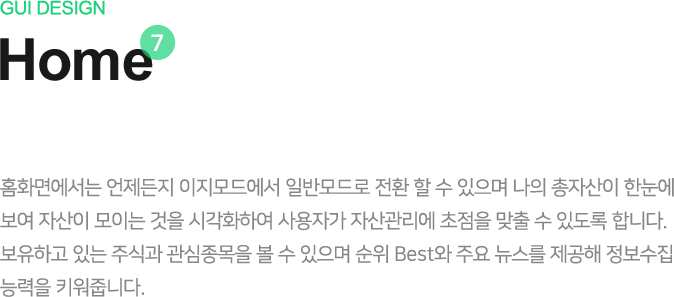 GUI DESIGN
Home 7
홈화면에서는 언제든지 이지모드에서 일반모드로 전환 할 수 있으며 나의 총자산이 한눈에
보여 자산이 모이는 것을 시각화하여 사용자가 자산관리에 초점을 맞출 수 있도록 합니다.
보유하고 있는 주식과 관심종목을 볼 수 있으며 순위 Best와 주요 뉴스를 제공해 정보수집
능력을 키워줍니다.